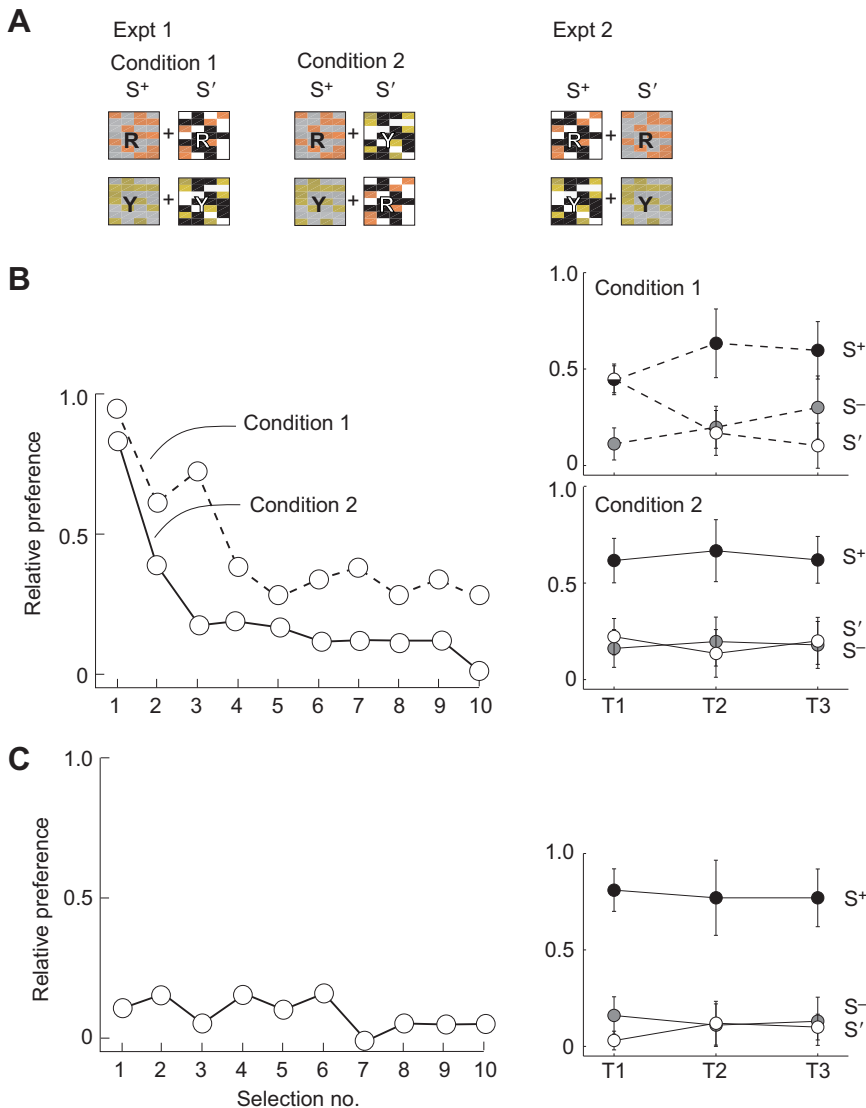 A
Expt 1
Expt 2
Condition 1
Condition 2
S+ S′
S+ S′
S+ S′
R + R
R + Y
R + R
Y + Y
Y + R
Y + Y
B
Relative preference
1.0
0.5
0
Condition 1
Condition 2
1 2 3 4 5 6 7 8 9 10
1.0
Condition 1
0.5
0
S+
S–
S′
1.0
Condition 2
0.5
0
S+
S′
S–
T1 T2 T3
C
Relative preference
1.0
0.5
0
1 2 3 4 5 6 7 8 9 10
Selection no.
1.0
0.5
0
S+
S–
S′
T1 T2 T3